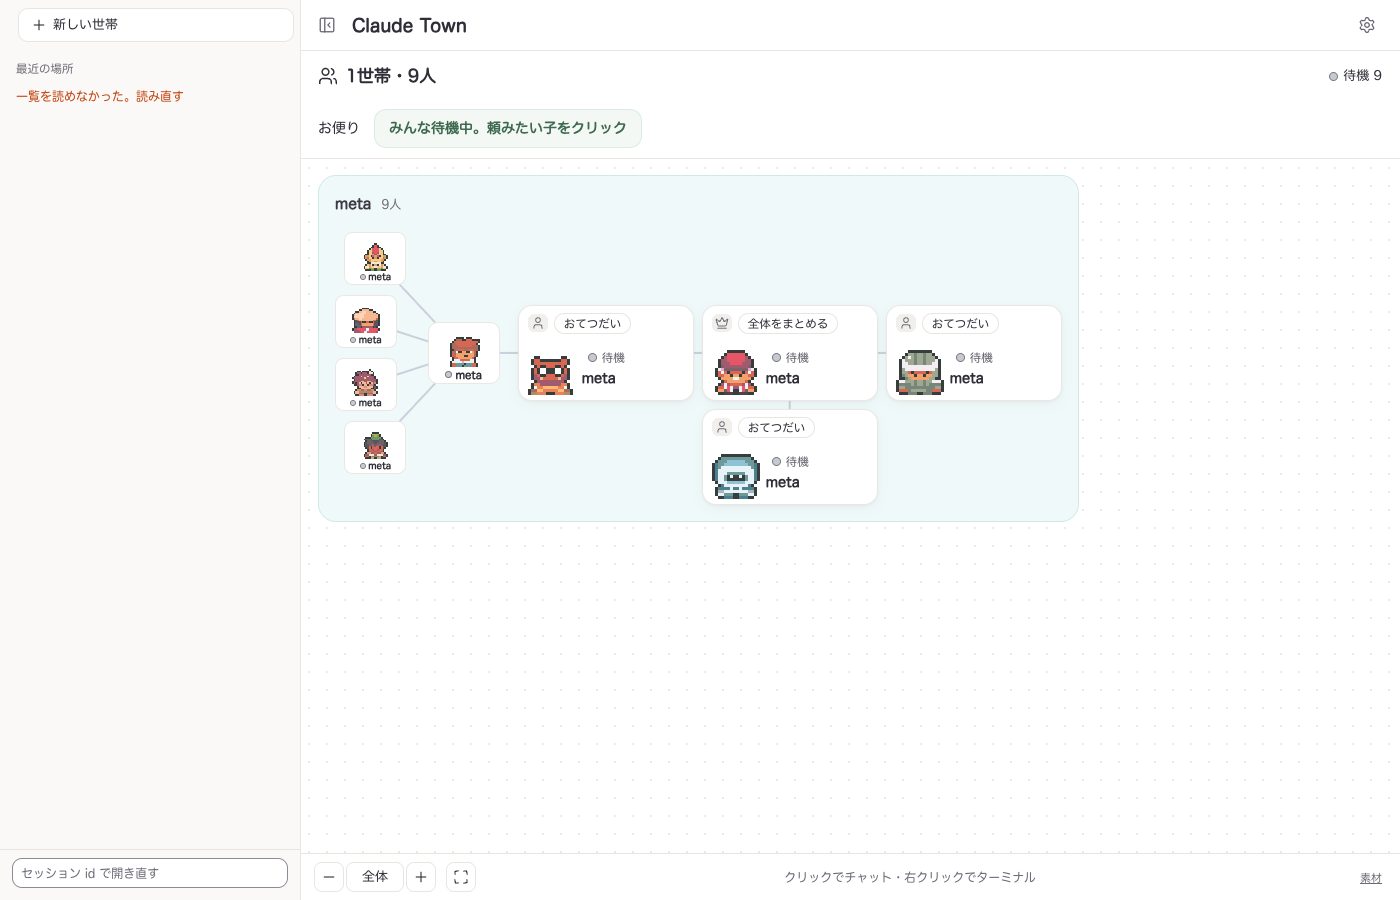 新しい世帯
最近の場所
一覧を読めなかった。読み直す
セッション id で開き直す
Claude Town
1世帯・9人
待機 9
お便り
みんな待機中。頼みたい子をクリック
meta 9人
meta
meta
meta
meta
meta
おてつだい
待機
meta
全体をまとめる
待機
meta
おてつだい
待機
meta
おてつだい
待機
meta
全体
クリックでチャット・右クリックでターミナル
素材